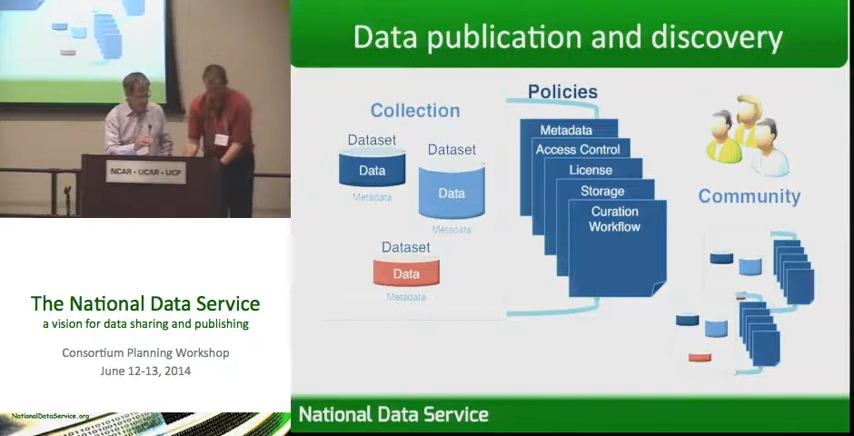 NCAR - UCAR - UCP
The National Data Service
a vision for data sharing and publishing
Consortium Planning Workshop
June 12-13, 2014
NationalDataService.org
Data publication and discovery
Collection
Dataset
Data
Metadata
Dataset
Data
Metadata
Dataset
Data
Metadata
Policies
Metadata
Access Control
License
Storage
Curation
Workflow
Community
National Data Service